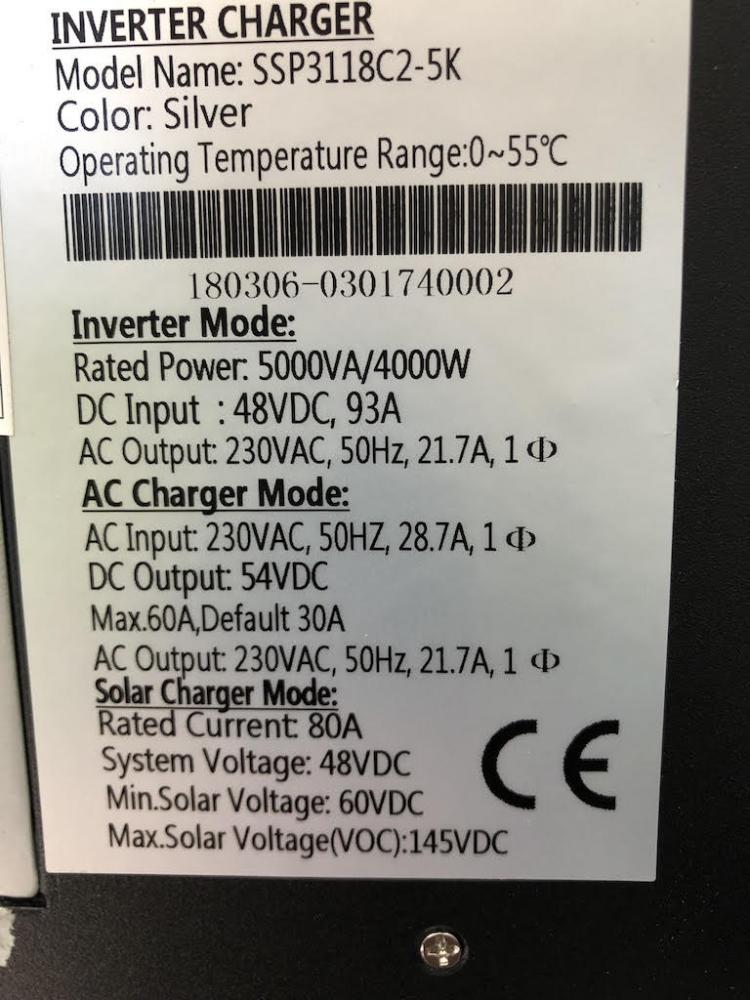 INVERTER CHARGER
Model Name: SSP3118C2-5K
Color: Silver
Operating Temperature Range:0~55℃
180306-0301740002
Inverter Mode:
Rated Power: 5000VA/4000W
DC Input : 48VDC, 93A
AC Output: 230VAC, 50Hz, 21.7A, 1 Φ
AC Charger Mode:
AC Input: 230VAC, 50HZ, 28.7A, 1 Φ
DC Output: 54VDC
Max.60A,Default 30A
AC Output: 230VAC, 50Hz, 21.7A, 1 Φ
Solar Charger Mode:
Rated Current: 80A
System Voltage: 48VDC
Min.Solar Voltage: 60VDC
Max.Solar Voltage(VOC):145VDC
CE